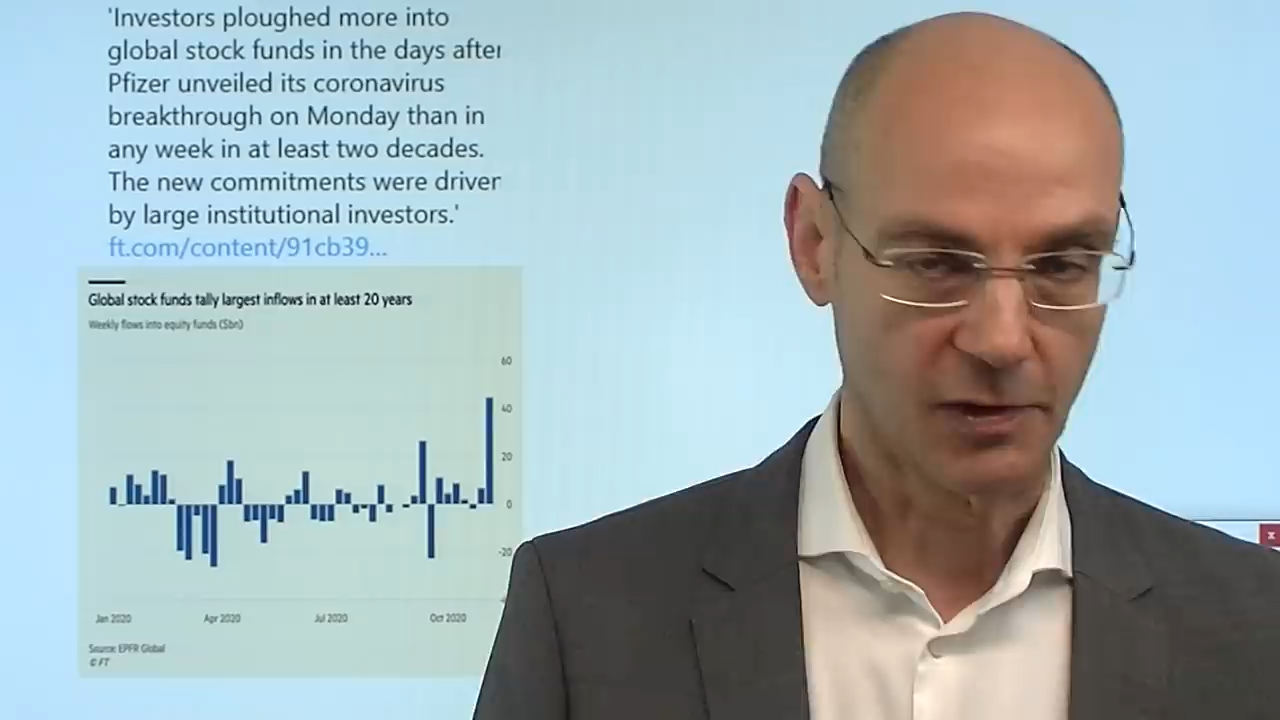 'Investors ploughed more into
global stock funds in the days after
Pfizer unveiled its coronavirus
breakthrough on Monday than in
any week in at least two decades.
The new commitments were driven
by large institutional investors.'
ft.com/content/91cb39...
Global stock funds tally largest inflows in at least 20 years
Weekly flows into equity funds ($bn)
60
40
20
0
-20
Jan 2020 Apr 2020 Jul 2020 Oct 2020
Source: EPFR Global
© FT
x